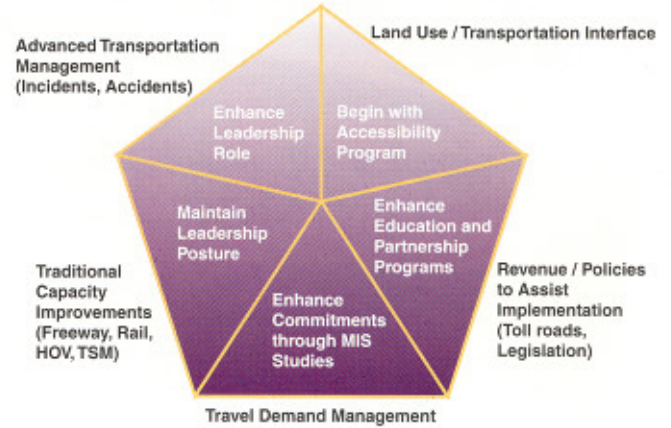 Land Use / Transportation Interface
Advanced Transportation
Management
(Incidents, Accidents)
Enhance
Leadership
Role
Begin with
Accessibility
Program
Maintain
Leadership
Posture
Enhance
Education and
Partnership
Programs
Traditional
Capacity
Improvements
(Freeway, Rail,
HOV, TSM)
Enhance
Commitments
through MIS
Studies
Revenue / Policies
to Assist
Implementation
(Toll roads,
Legislation)
Travel Demand Management